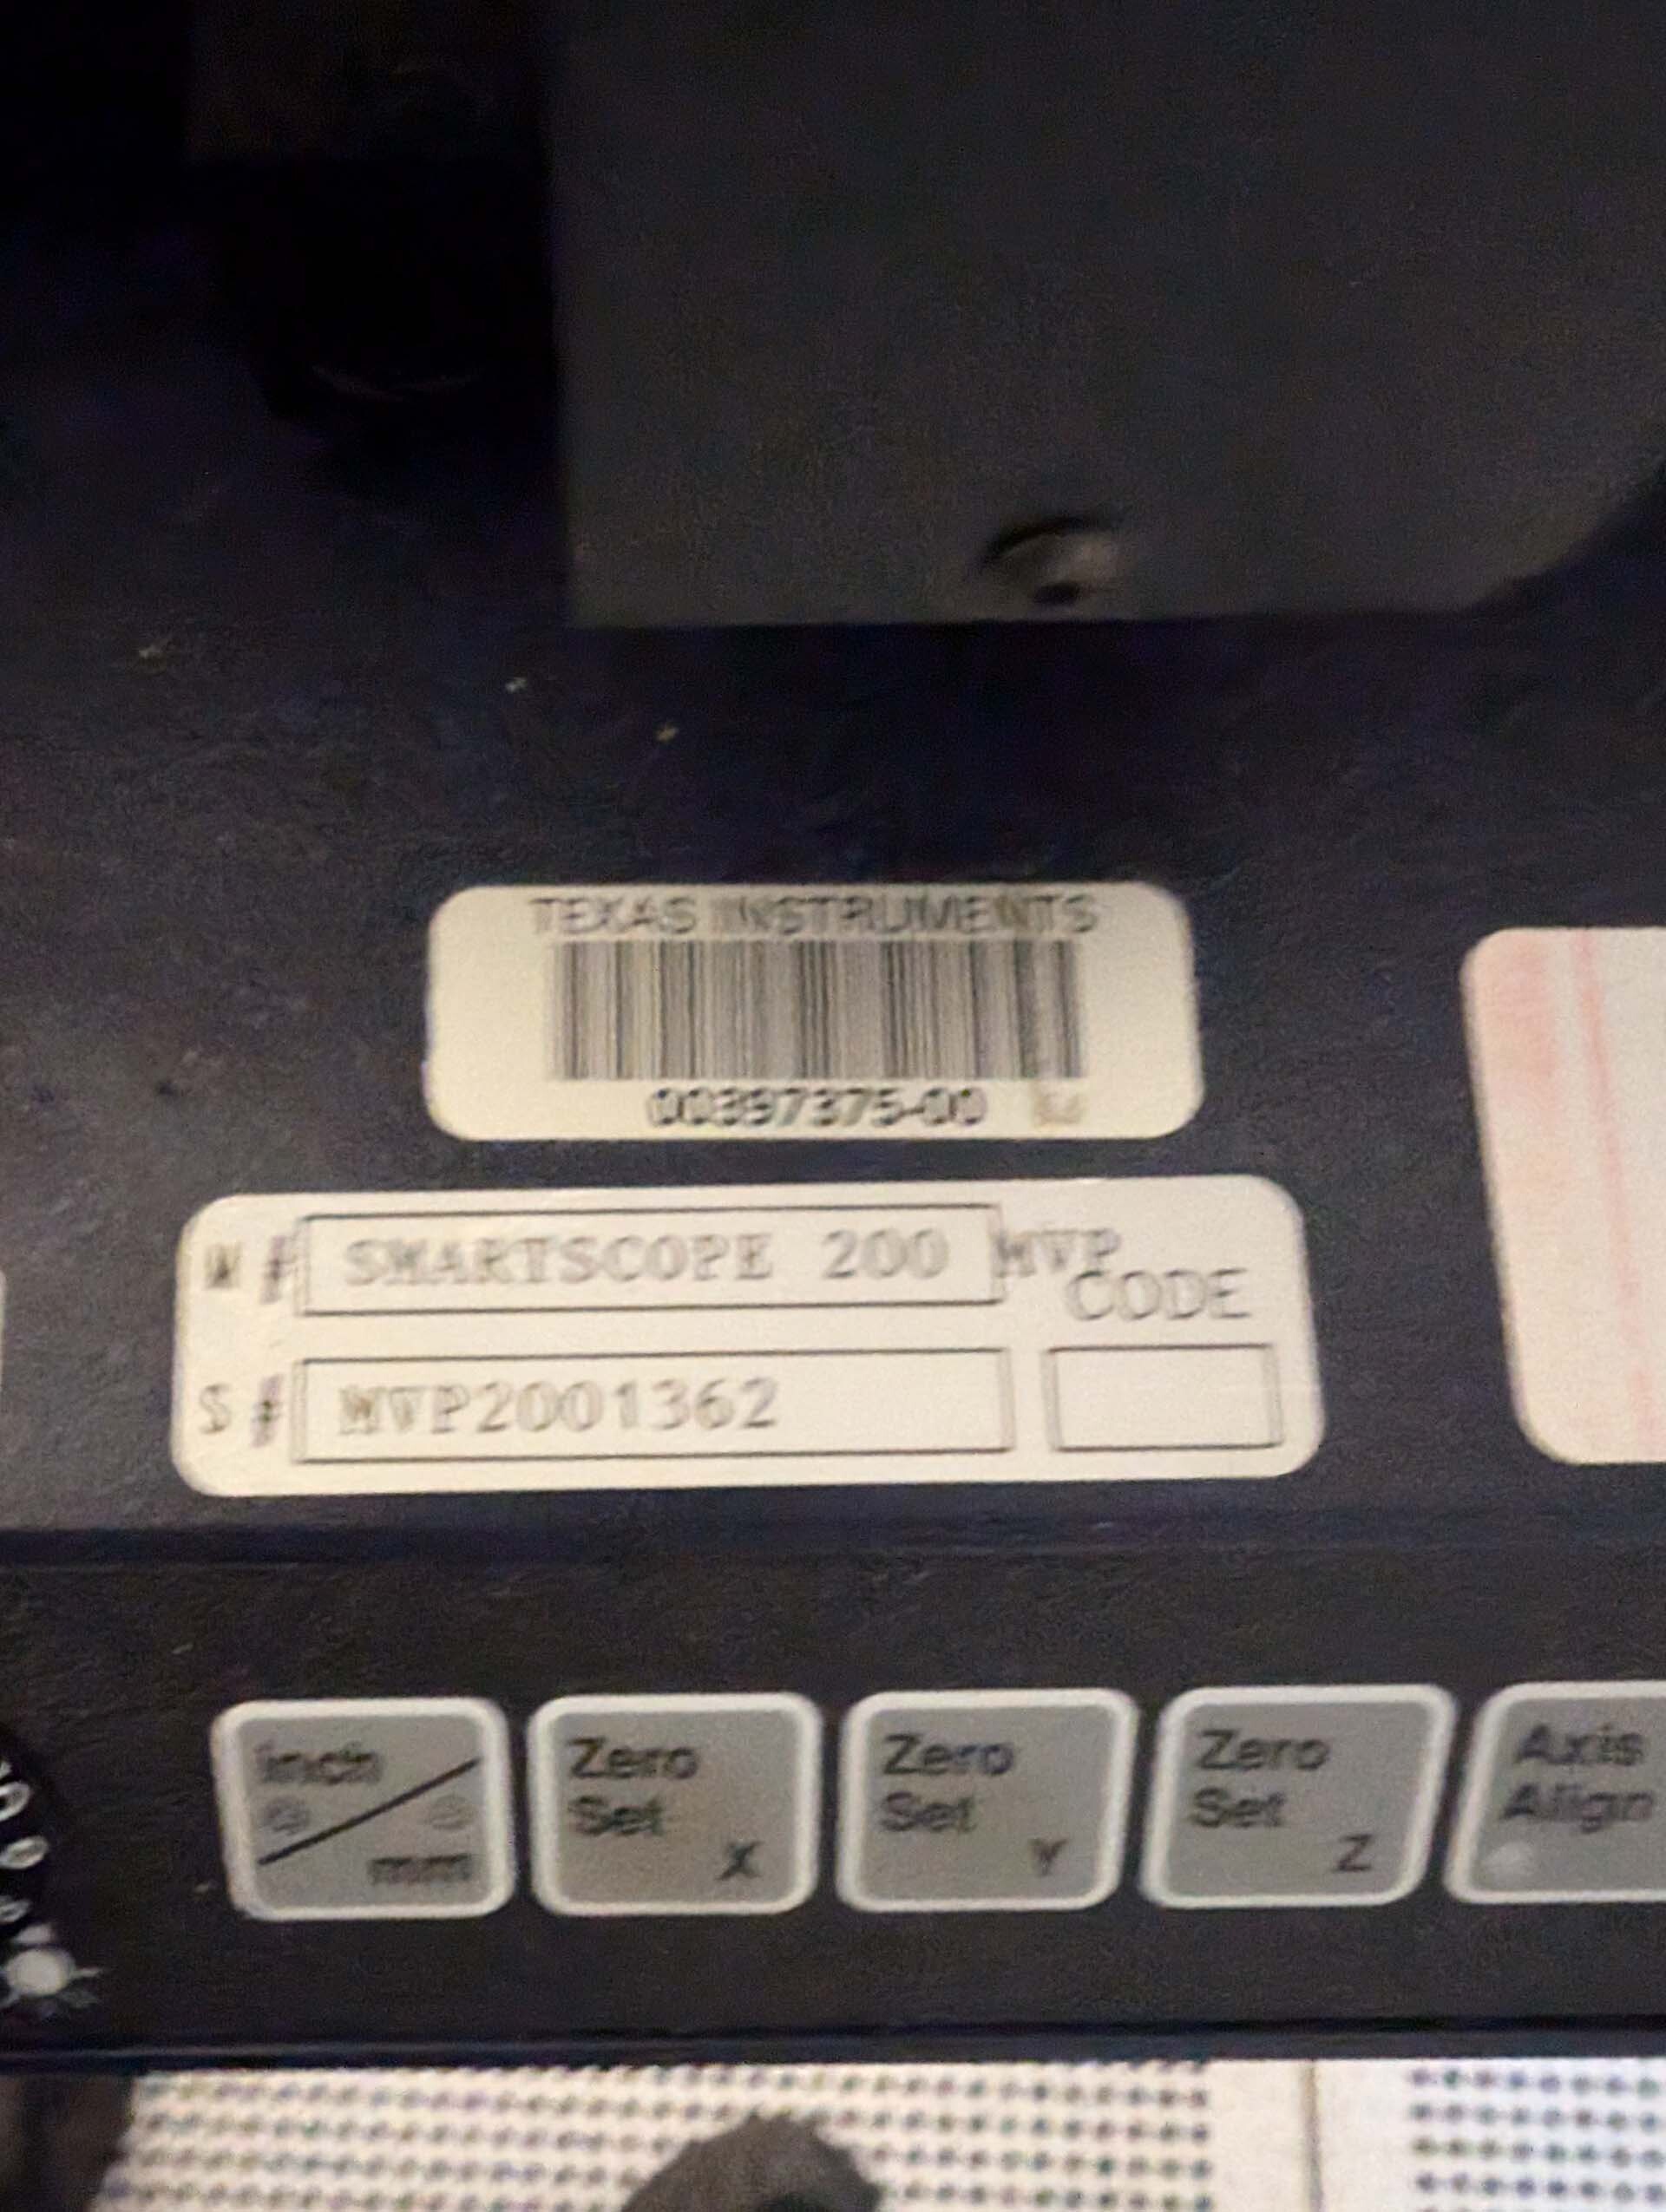 TEXAS INSTRUMENTS
00397375-00
M # SMARTSCOPE 200 MVP
CODE
S # MVP2001362
Inch
mm
Zero
Set
X
Zero
Set
Y
Zero
Set
Z
Axis
Align